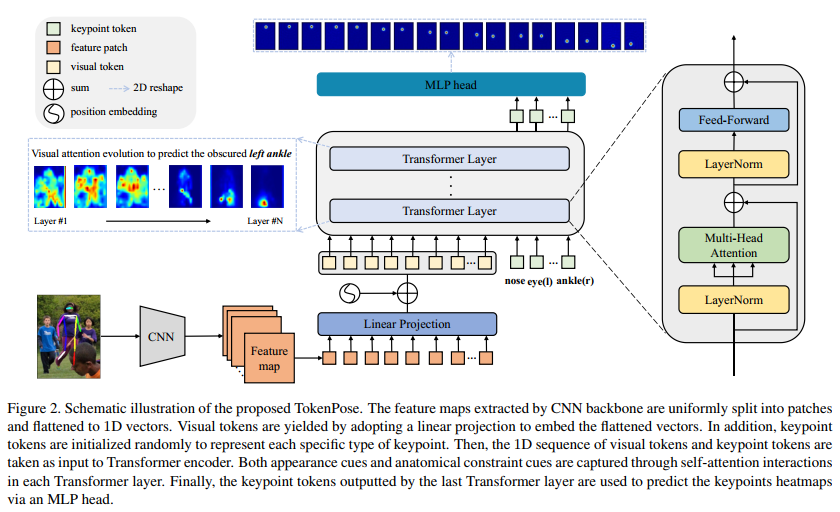 keypoint token
feature patch
visual token
sum
2D reshape
position embedding
MLP head
...
Visual attention evolution to predict the obscured left ankle
...
Layer #1
Layer #N
Transformer Layer
Transformer Layer
...
...
nose eye(l) ankle(r)
Linear Projection
CNN
Feature
map
...
Feed-Forward
LayerNorm
Multi-Head
Attention
LayerNorm
Figure 2. Schematic illustration of the proposed TokenPose. The feature maps extracted by CNN backbone are uniformly split into patches
and flattened to 1D vectors. Visual tokens are yielded by adopting a linear projection to embed the flattened vectors. In addition, keypoint
tokens are initialized randomly to represent each specific type of keypoint. Then, the 1D sequence of visual tokens and keypoint tokens are
taken as input to Transformer encoder. Both appearance cues and anatomical constraint cues are captured through self-attention interactions
in each Transformer layer. Finally, the keypoint tokens outputted by the last Transformer layer are used to predict the keypoints heatmaps
via an MLP head.